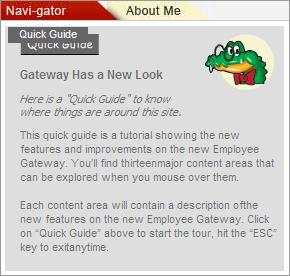 Navi-gator
About Me
Quick Guide
Quick Guide
Gateway Has a New Look
Here is a "Quick Guide" to know
where things are around this site.
This quick guide is a tutorial showing the new
features and improvements on the new Employee
Gateway. You'll find thirteenmajor content areas that
can be explored when you mouse over them.
Each content area will contain a description ofthe
new features on the new Employee Gateway. Click
on “Quick Guide” above to start the tour, hit the “ESC”
key to exitanytime.